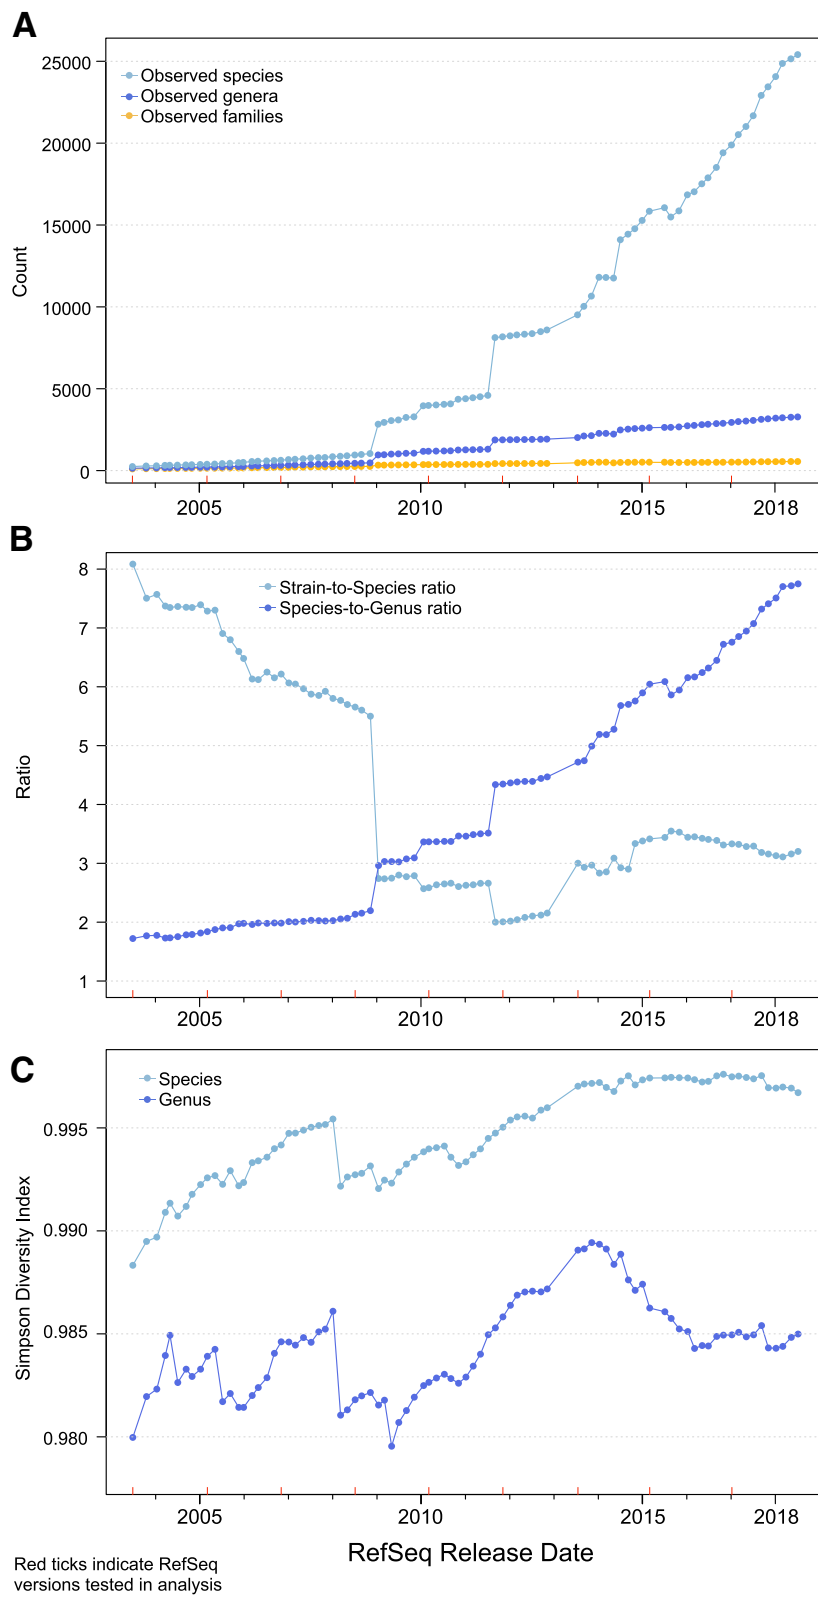 A
25000
20000
15000
10000
5000
0
Count
Observed species
Observed genera
Observed families
2005
2010
2015
2018
B
8
7
6
5
4
3
2
1
Ratio
Strain-to-Species ratio
Species-to-Genus ratio
2005
2010
2015
2018
C
0.995
0.990
0.985
0.980
Simpson Diversity Index
Species
Genus
2005
2010
2015
2018
RefSeq Release Date
Red ticks indicate RefSeq
versions tested in analysis